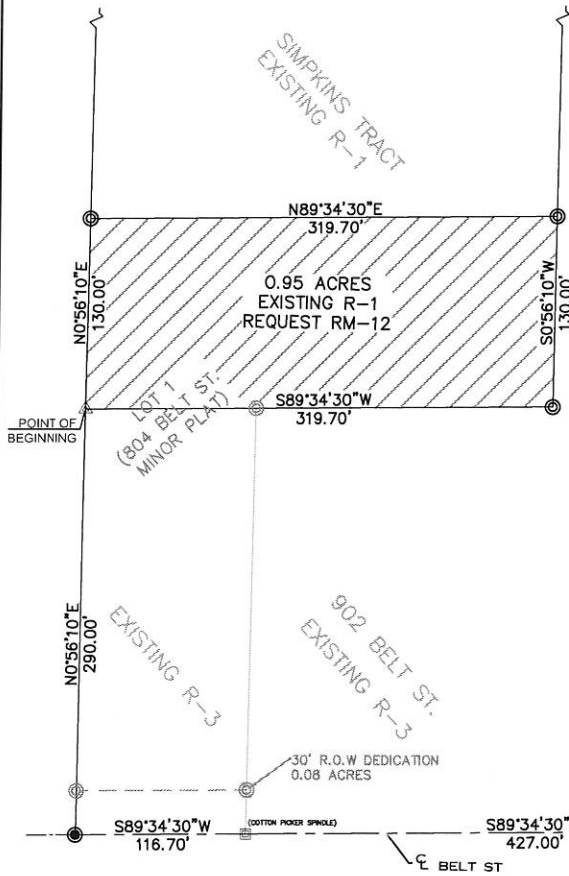 SIMPKINS TRACT
EXISTING R-1
N89°34'30"E
319.70'
N0°56'10"E
130.00'
0.95 ACRES
EXISTING R-1
REQUEST RM-12
S0°56'10"W
130.00'
LOT 1
(804 BELT ST.
MINOR PLAT)
S89°34'30"W
319.70'
POINT OF
BEGINNING
N0°56'10"E
290.00'
EXISTING R-3
902 BELT ST.
EXISTING R-3
30' R.O.W DEDICATION
0.08 ACRES
S89°34'30"W
116.70'
(COTTON PICKER SPINDLE)
S89°34'30"
427.00'
℄ BELT ST